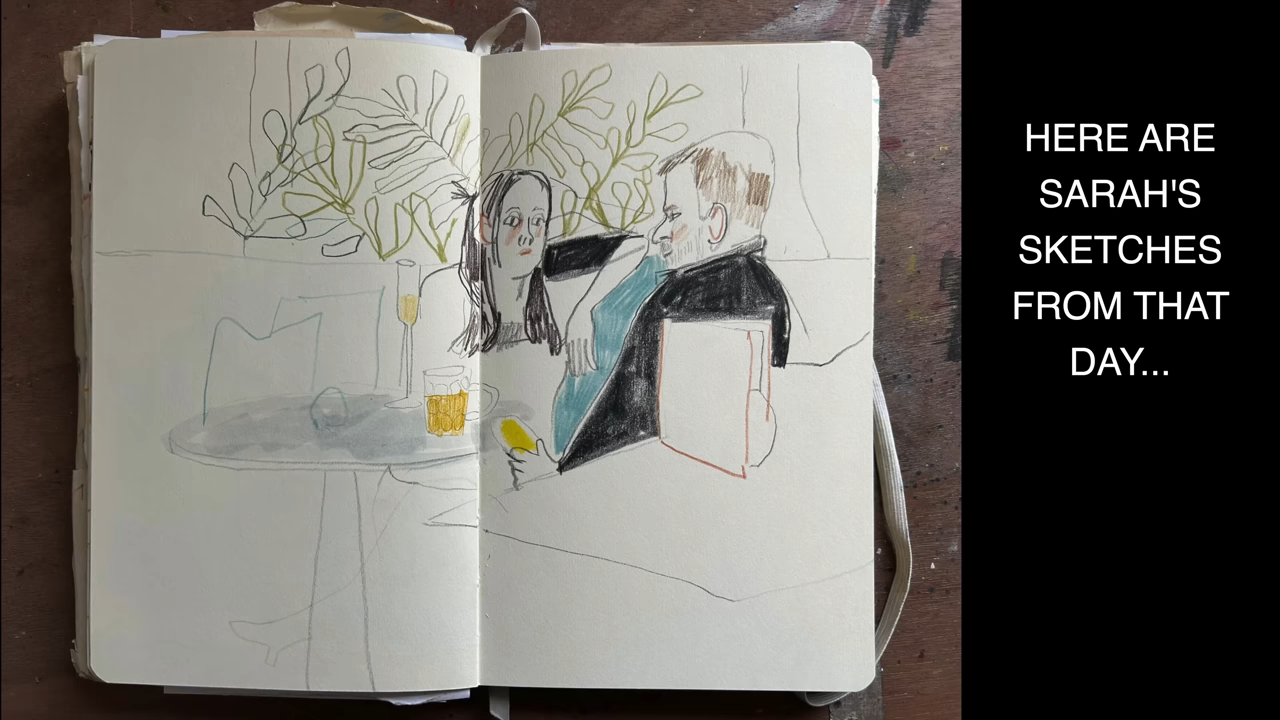 HERE ARE
SARAH'S
SKETCHES
FROM THAT
DAY...